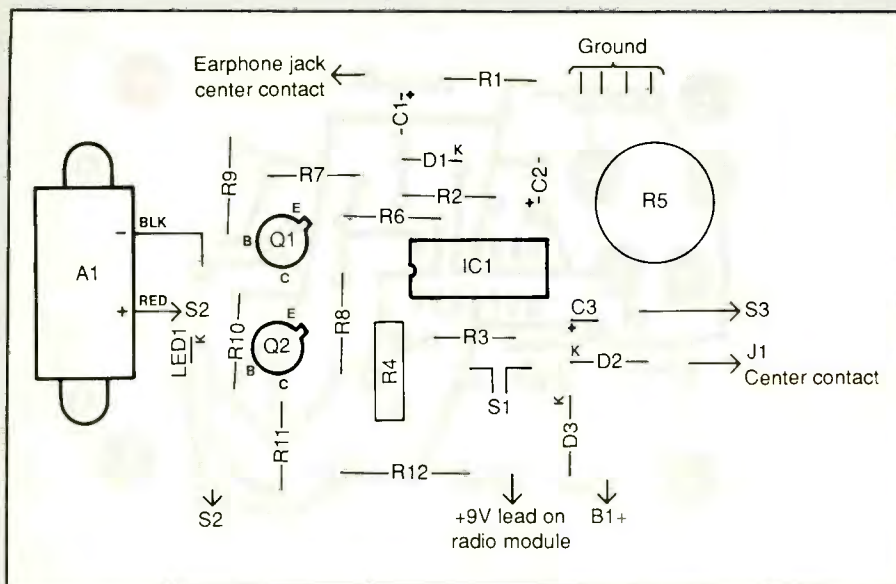 Ground
Earphone jack
center contact
R1
-C1-+
K
D1
R9
R7
R2
+-C2-
R5
R6
E
Q1
B
C
BLK
-
A1
IC1
RED
+
S2
LED1
K
R10
E
Q2
B
C
R8
R4
R3
C3
+
S3
K
D2
J1
Center contact
S1
K
D3
R11
R12
S2
+9V lead on
radio module
B1+